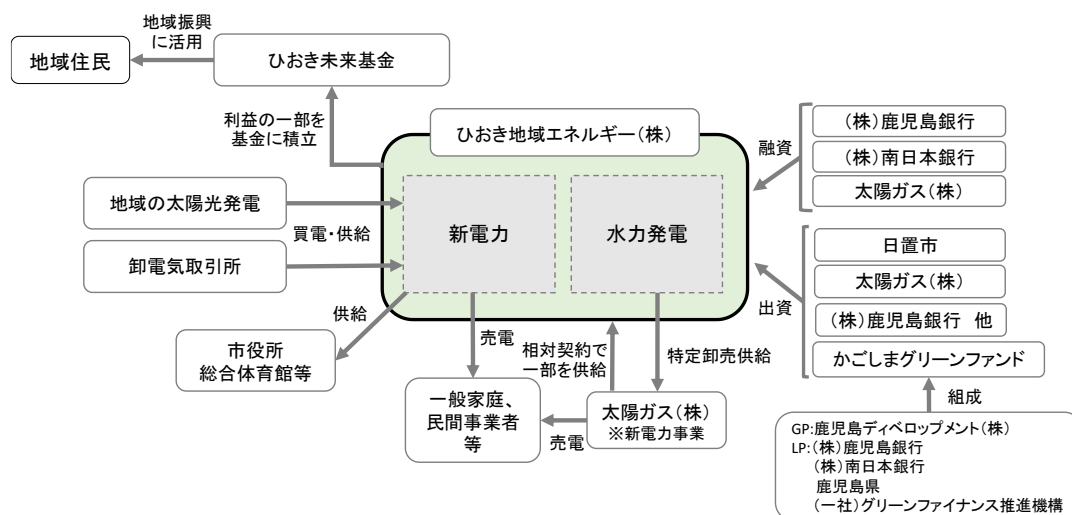 地域振興
に活用
地域住民
ひおき未来基金
利益の一部を
基金に積立
ひおき地域エネルギー(株)
融資
(株)鹿児島銀行
(株)南日本銀行
太陽ガス(株)
地域の太陽光発電
買電・供給
卸電気取引所
新電力
水力発電
出資
日置市
太陽ガス(株)
(株)鹿児島銀行 他
かごしまグリーンファンド
供給
市役所
総合体育館等
売電
相対契約で
一部を供給
特定卸売供給
一般家庭、
民間事業者
等
売電
太陽ガス(株)
※新電力事業
組成
GP:鹿児島ディベロップメント(株)
LP:(株)鹿児島銀行
(株)南日本銀行
鹿児島県
(一社)グリーンファイナンス推進機構